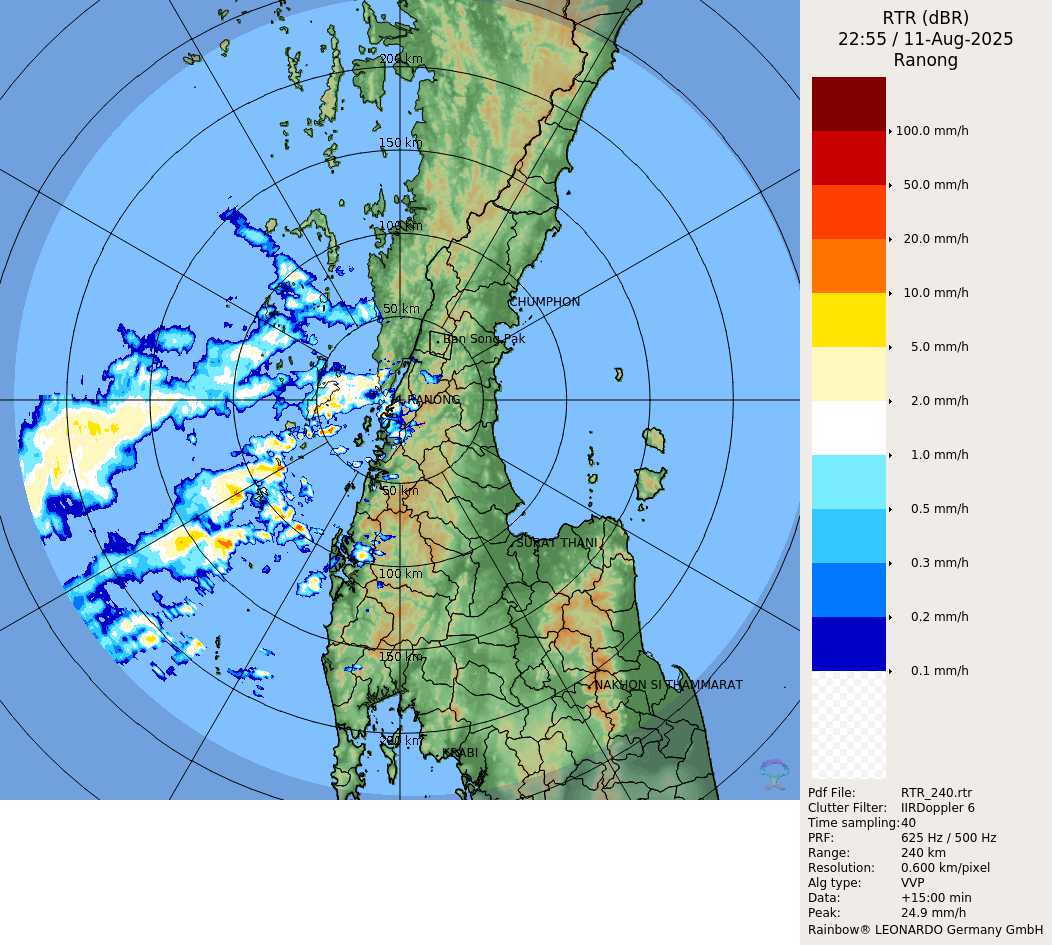 200 km
150 km
100 km
50 km
CHUMPHON
Ban Song Pak
RANONG
50 km
SURAT THANI
100 km
150 km
NAKHON SI THAMMARAT
200 km
KRABI
RTR (dBR)
22:55 / 11-Aug-2025
Ranong
100.0 mm/h
50.0 mm/h
20.0 mm/h
10.0 mm/h
5.0 mm/h
2.0 mm/h
1.0 mm/h
0.5 mm/h
0.3 mm/h
0.2 mm/h
0.1 mm/h
Pdf File: RTR_240.rtr
Clutter Filter: IIRDoppler 6
Time sampling:40
PRF: 625 Hz / 500 Hz
Range: 240 km
Resolution: 0.600 km/pixel
Alg type: VVP
Data: +15:00 min
Peak: 24.9 mm/h
Rainbow® LEONARDO Germany GmbH